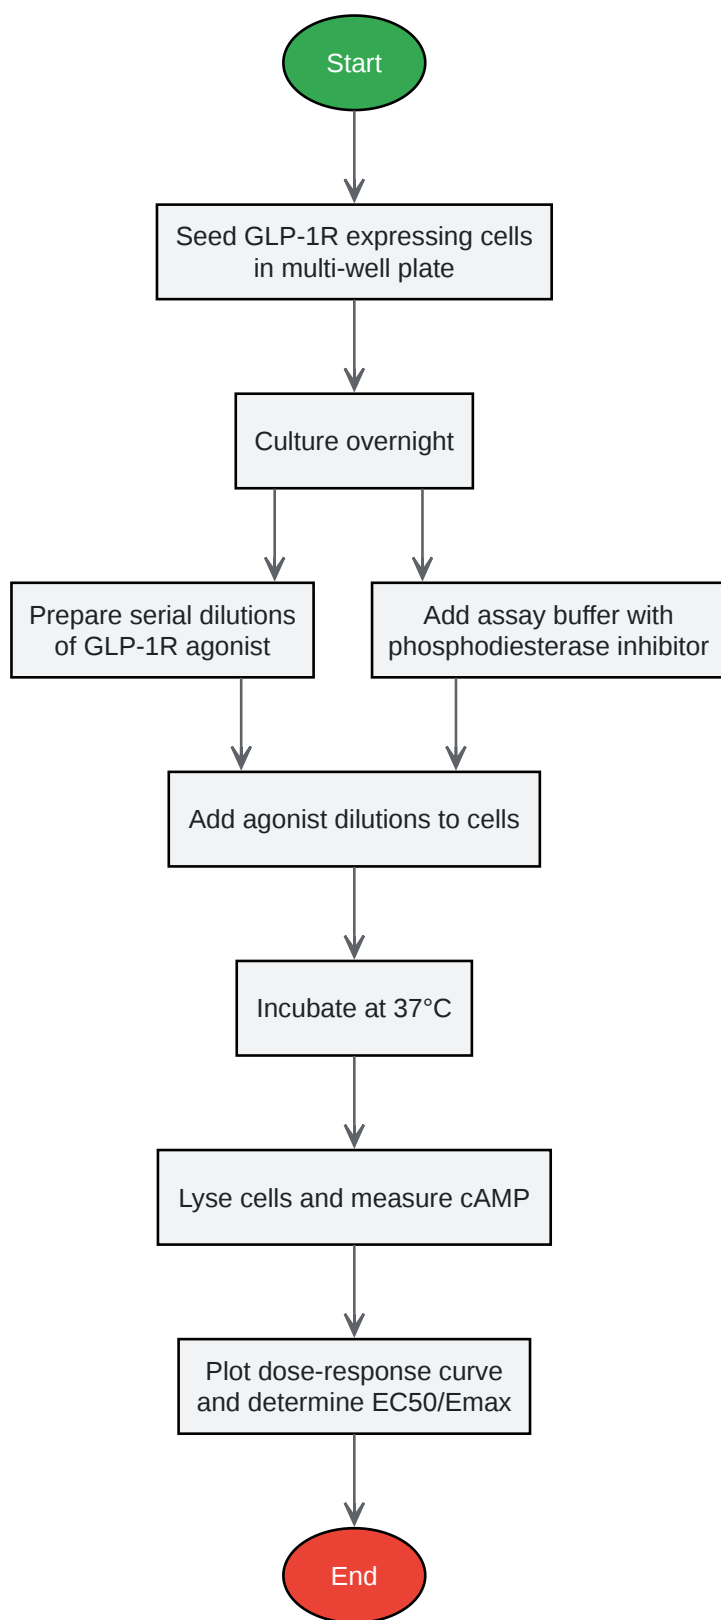 Start
Seed GLP-1R expressing cells
in multi-well plate
Culture overnight
Prepare serial dilutions
of GLP-1R agonist
Add assay buffer with
phosphodiesterase inhibitor
Add agonist dilutions to cells
Incubate at 37°C
Lyse cells and measure cAMP
Plot dose-response curve
and determine EC50/Emax
End